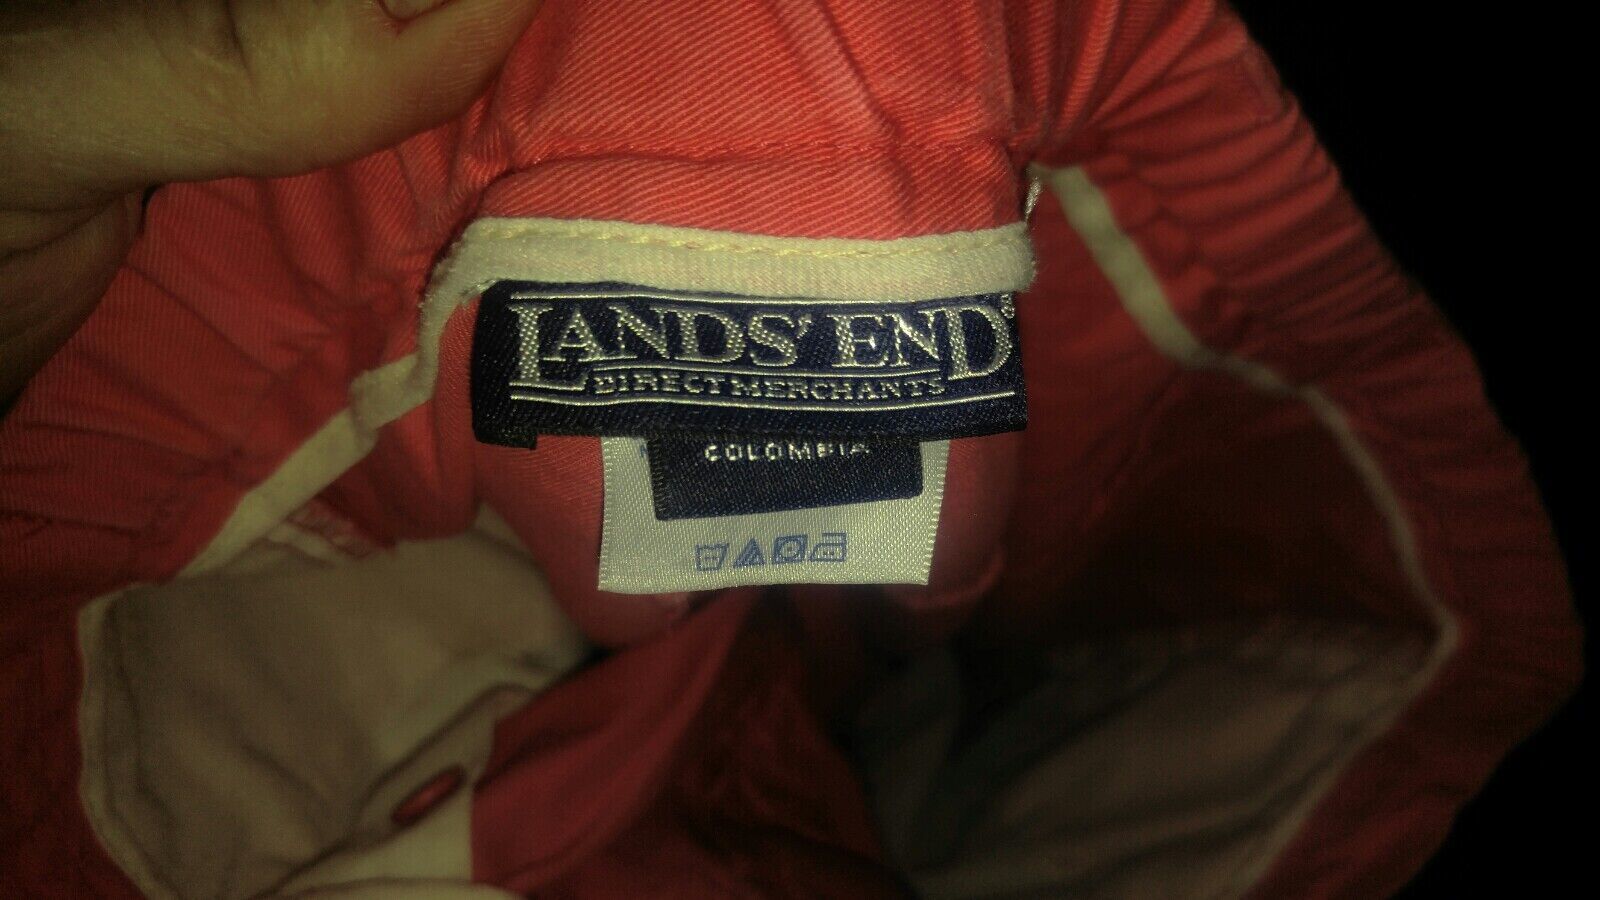 LANDS' END®
DIRECT MERCHANTS
COLOMBIA